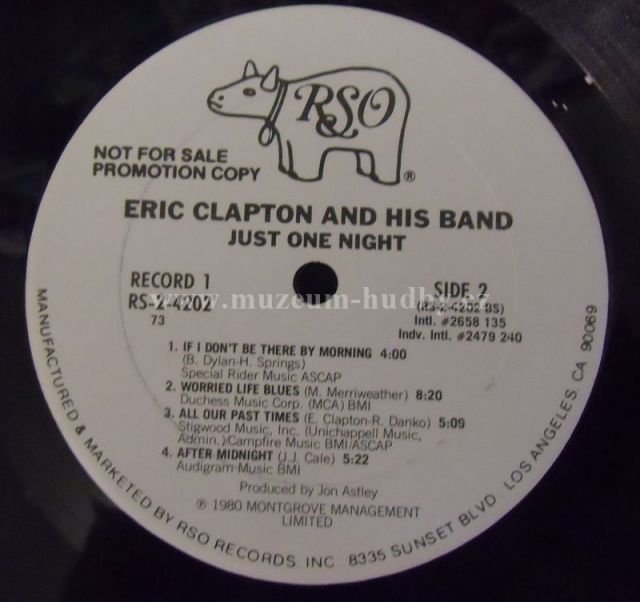 RSO
®
NOT FOR SALE
PROMOTION COPY
ERIC CLAPTON AND HIS BAND
JUST ONE NIGHT
RECORD 1
RS-2-4202
73
SIDE 2
(RS-2-4202 BS)
Intl. #2658 135
Indv. Intl. #2479 240
www.muzeum-hudby.cz
1. IF I DON'T BE THERE BY MORNING 4:00
(B. Dylan-H. Springs)
Special Rider Music ASCAP
2. WORRIED LIFE BLUES (M. Merriweather) 8:20
Duchess Music Corp. (MCA) BMI
3. ALL OUR PAST TIMES (E. Clapton-R. Danko) 5:09
Stigwood Music, Inc. (Unichappell Music,
Admin.)/Campfire Music BMI/ASCAP
4. AFTER MIDNIGHT (J.J. Cale) 5:22
Audigram Music BMI
Produced by Jon Astley
℗ 1980 MONTGROVE MANAGEMENT
LIMITED
MANUFACTURED & MARKETED BY RSO RECORDS, INC 8335 SUNSET BLVD LOS ANGELES, CA 90069